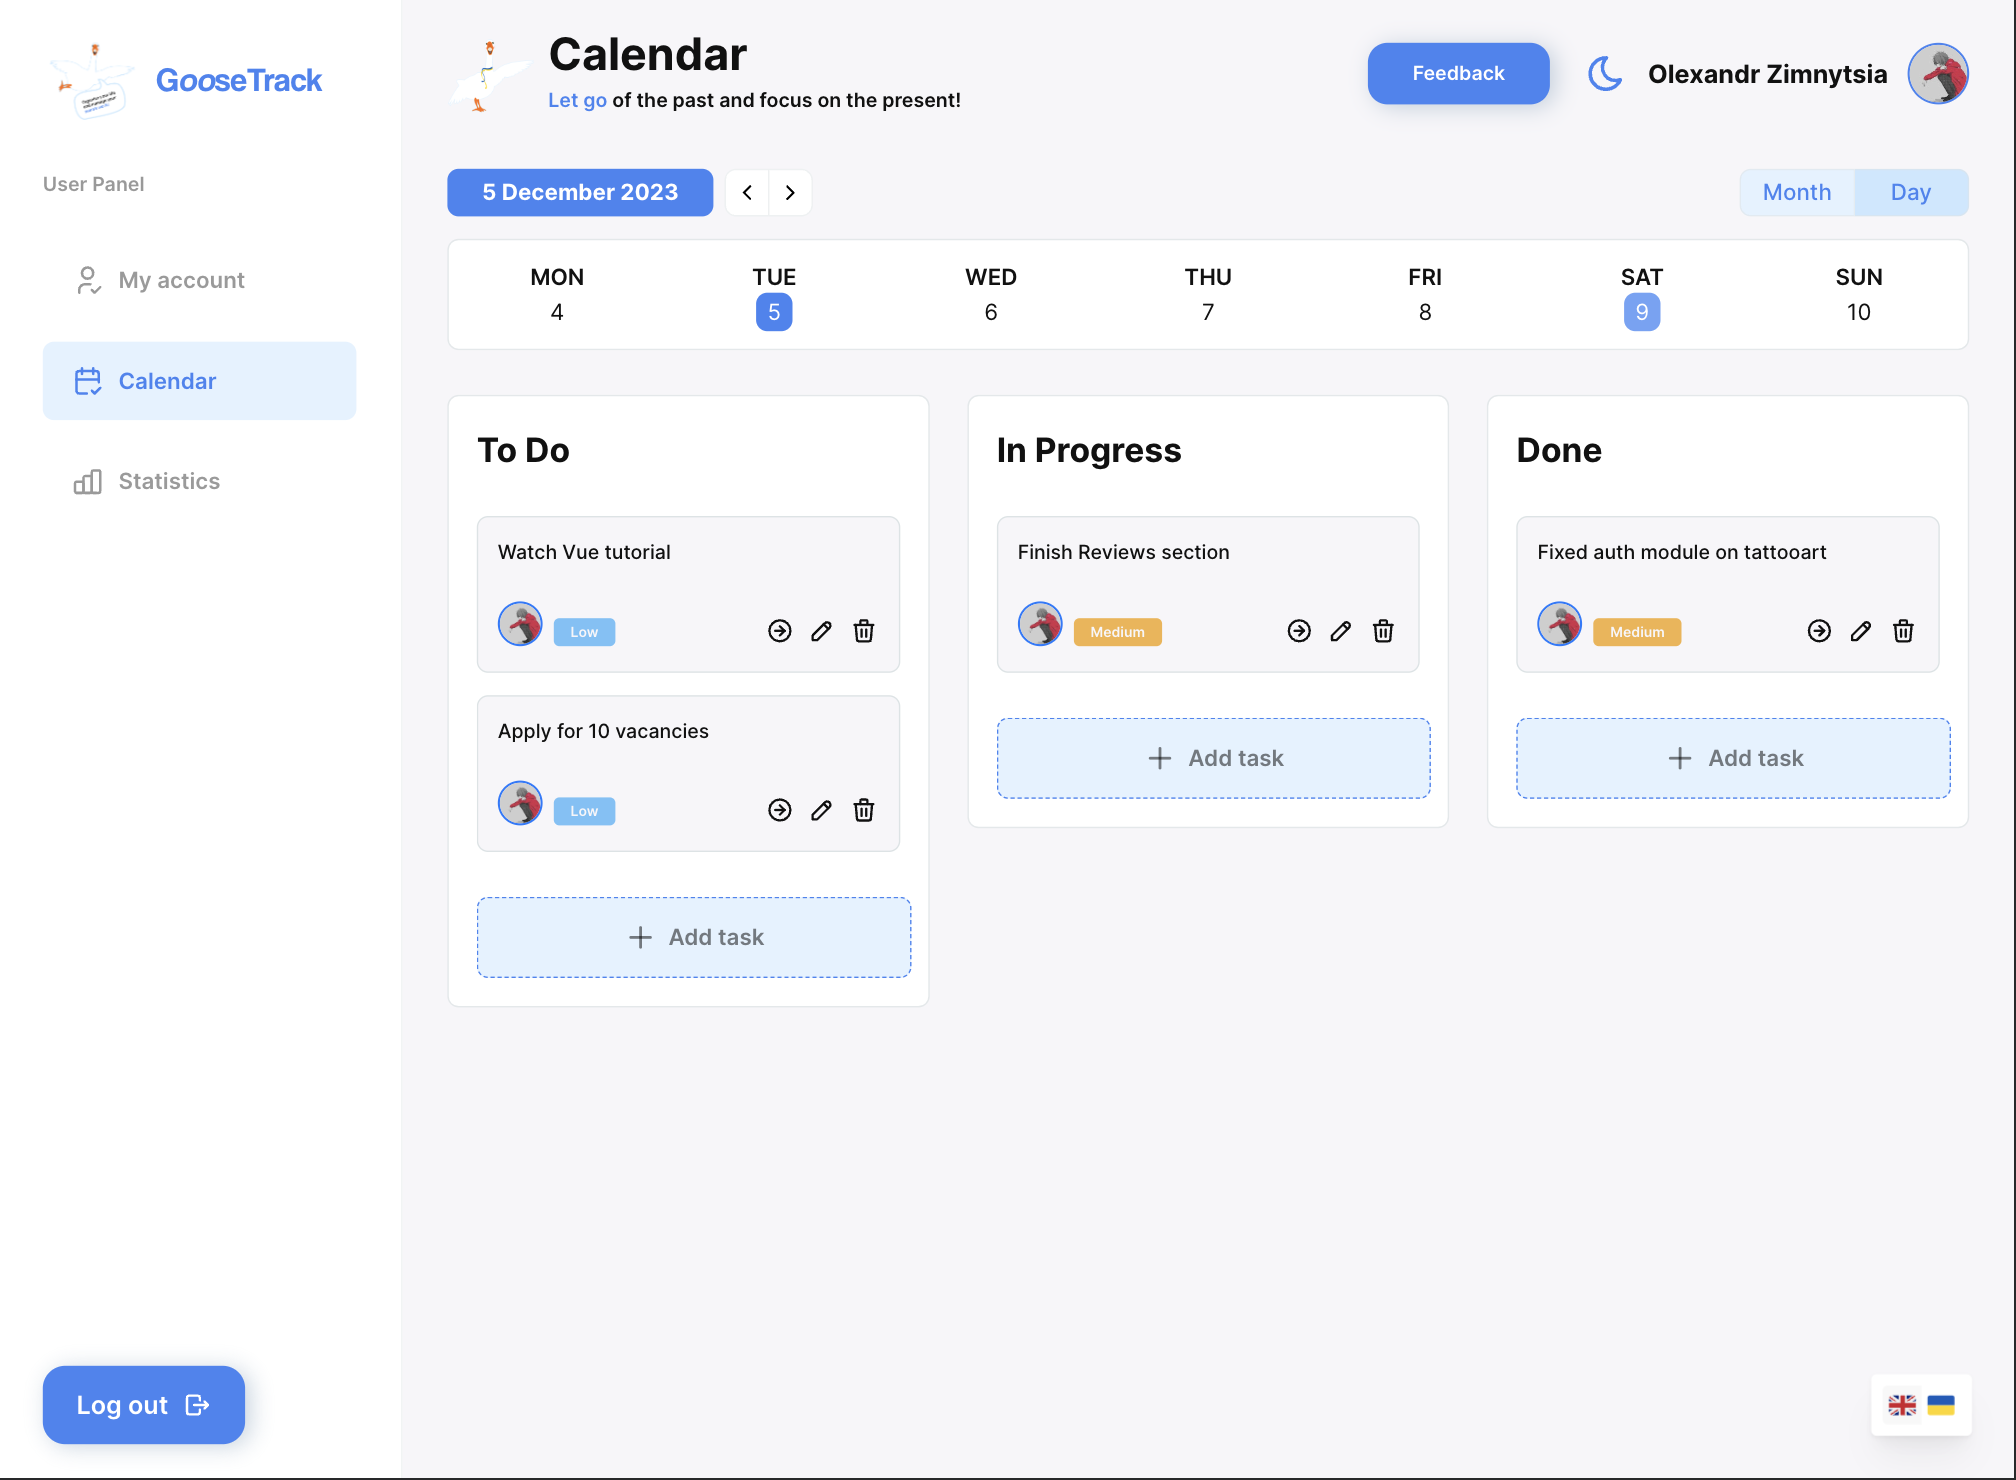 GooseTrack
User Panel
My account
Calendar
Statistics
Log out
Calendar
Let go of the past and focus on the present!
Feedback
Olexandr Zimnytsia
5 December 2023
Month
Day
MON
TUE
WED
THU
FRI
SAT
SUN
4
5
6
7
8
9
10
To Do
Watch Vue tutorial
Low
Apply for 10 vacancies
Low
Add task
In Progress
Finish Reviews section
Medium
Add task
Done
Fixed auth module on tattooart
Medium
Add task